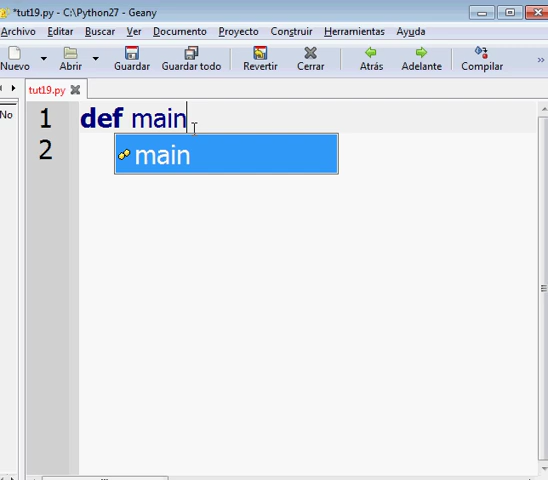 *tut19.py - C:\Python27 - Geany
Archivo Editar Buscar Ver Documento Proyecto Construir Herramientas Ayuda
Nuevo Abrir Guardar Guardar todo Revertir Cerrar Atrás Adelante Compilar »
tut19.py
No
1 def main
main
2